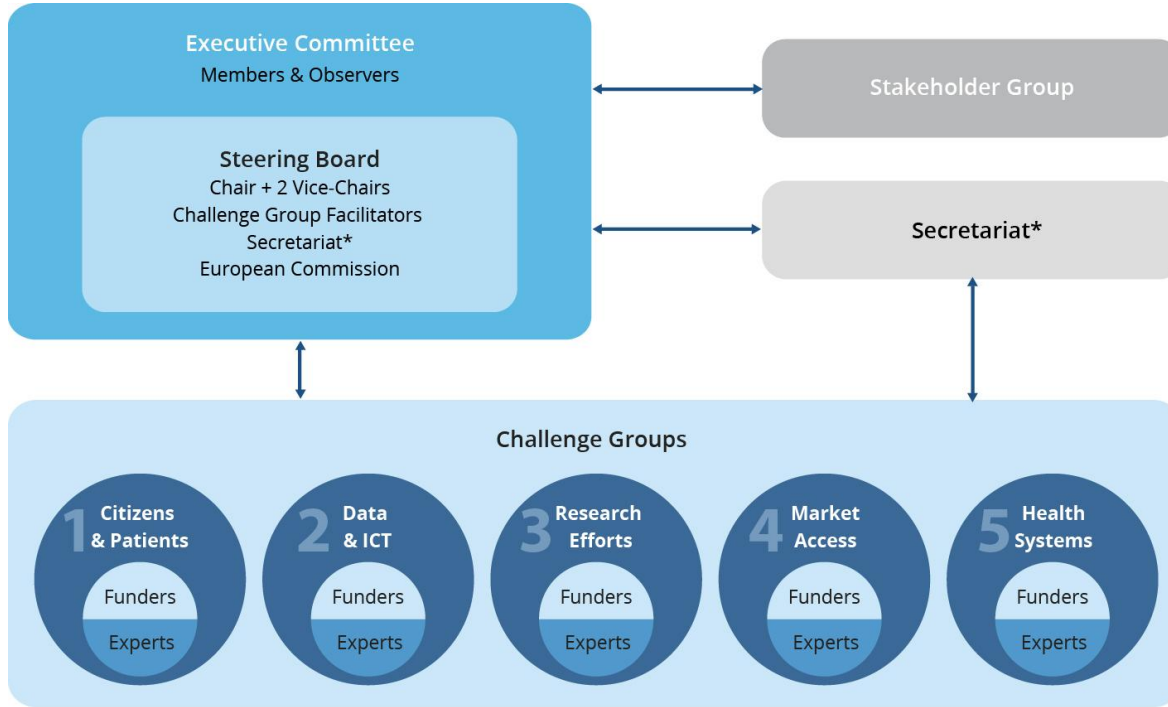 Executive Committee
Members & Observers
Steering Board
Chair + 2 Vice-Chairs
Challenge Group Facilitators
Secretariat*
European Commission
Stakeholder Group
Secretariat*
Challenge Groups
1 Citizens
& Patients
Funders
Experts
2 Data
& ICT
Funders
Experts
3 Research
Efforts
Funders
Experts
4 Market
Access
Funders
Experts
5 Health
Systems
Funders
Experts